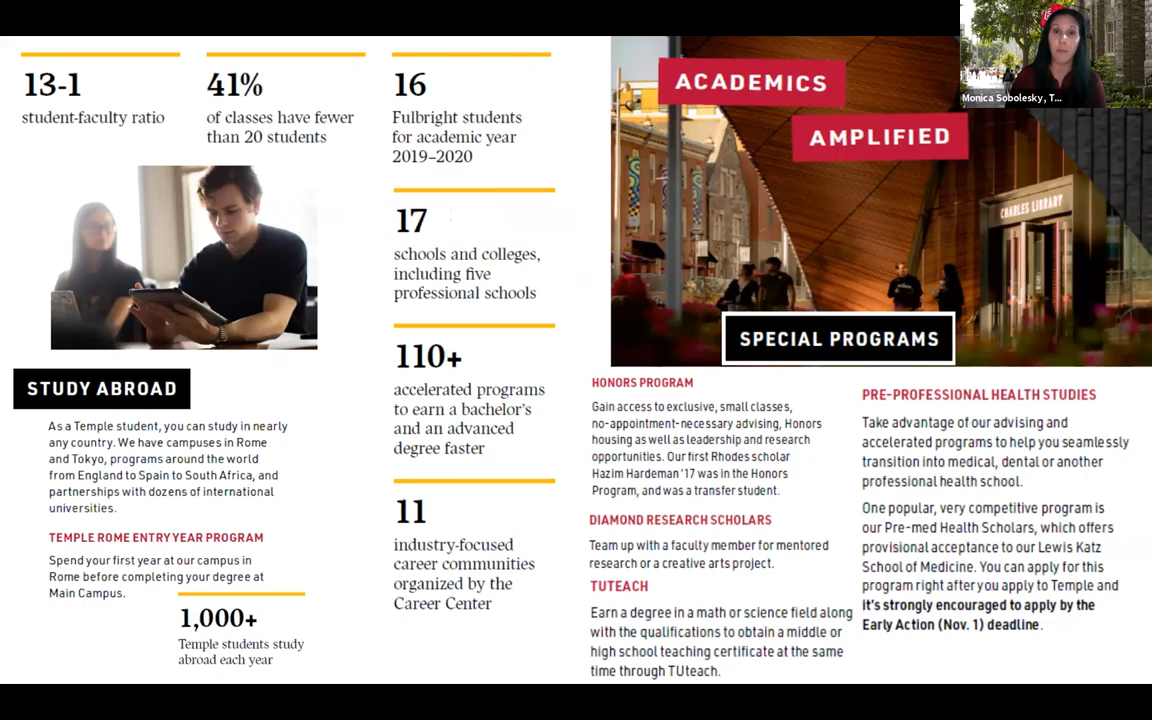 13-1
student-faculty ratio
41%
of classes have fewer
than 20 students
16
Fulbright students
for academic year
2019–2020
17
schools and colleges,
including five
professional schools
110+
accelerated programs
to earn a bachelor's
and an advanced
degree faster
11
industry-focused
career communities
organized by the
Career Center
STUDY ABROAD
As a Temple student, you can study in nearly
any country. We have campuses in Rome
and Tokyo, programs around the world
from England to Spain to South Africa, and
partnerships with dozens of international
universities.
TEMPLE ROME ENTRY YEAR PROGRAM
Spend your first year at our campus in
Rome before completing your degree at
Main Campus.
1,000+
Temple students study
abroad each year
ACADEMICS
AMPLIFIED
CHARLES LIBRARY
Monica Sobolesky, T...
SPECIAL PROGRAMS
HONORS PROGRAM
Gain access to exclusive, small classes,
no-appointment-necessary advising, Honors
housing as well as leadership and research
opportunities. Our first Rhodes scholar
Hazim Hardeman '17 was in the Honors
Program, and was a transfer student.
DIAMOND RESEARCH SCHOLARS
Team up with a faculty member for mentored
research or a creative arts project.
TUTEACH
Earn a degree in a math or science field along
with the qualifications to obtain a middle or
high school teaching certificate at the same
time through TUteach.
PRE-PROFESSIONAL HEALTH STUDIES
Take advantage of our advising and
accelerated programs to help you seamlessly
transition into medical, dental or another
professional health school.
One popular, very competitive program is
our Pre-med Health Scholars, which offers
provisional acceptance to our Lewis Katz
School of Medicine. You can apply for this
program right after you apply to Temple and
it's strongly encouraged to apply by the
Early Action (Nov. 1) deadline.